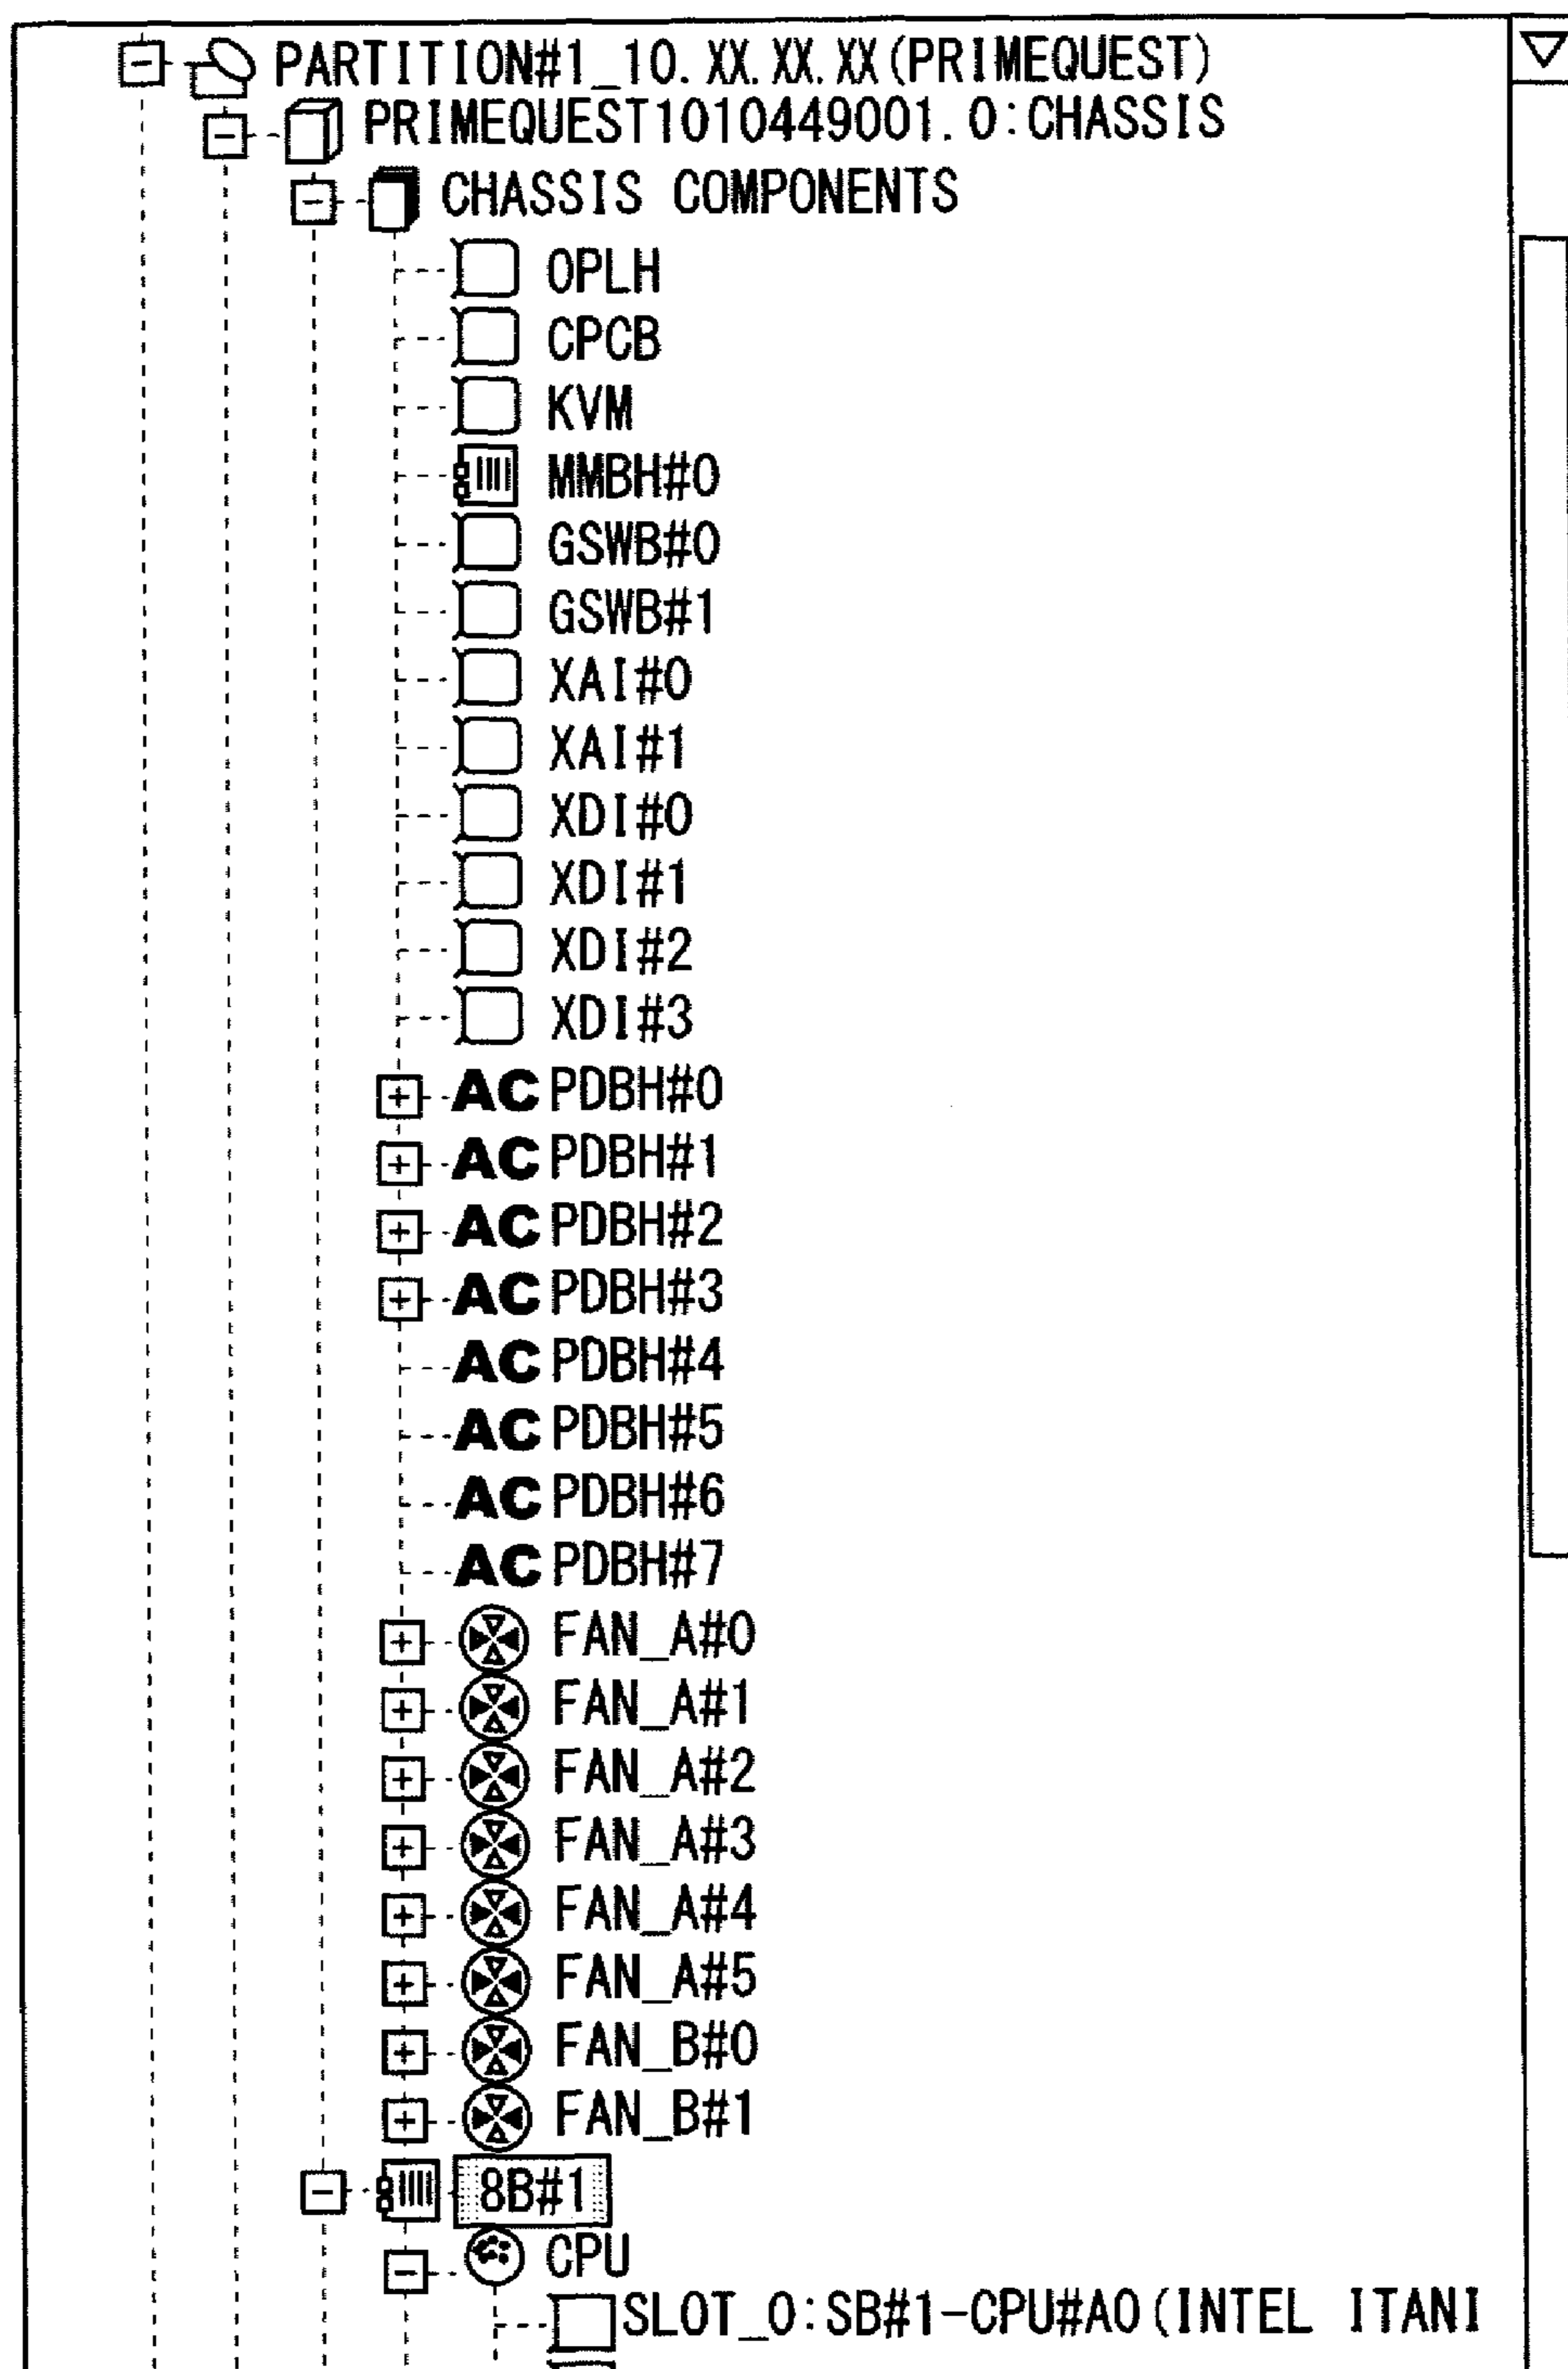 PARTITION#1_10.XX.XX.XX(PRIMEQUEST)
PRIMEQUEST1010449001.0:CHASSIS
CHASSIS COMPONENTS
OPLH
CPCB
KVM
MMBH#0
GSWB#0
GSWB#1
XAI#0
XAI#1
XDI#0
XDI#1
XDI#2
XDI#3
AC PDBH#0
AC PDBH#1
AC PDBH#2
AC PDBH#3
AC PDBH#4
AC PDBH#5
AC PDBH#6
AC PDBH#7
FAN_A#0
FAN_A#1
FAN_A#2
FAN_A#3
FAN_A#4
FAN_A#5
FAN_B#0
FAN_B#1
8B#1
CPU
SLOT_0:SB#1-CPU#A0(INTEL ITANI